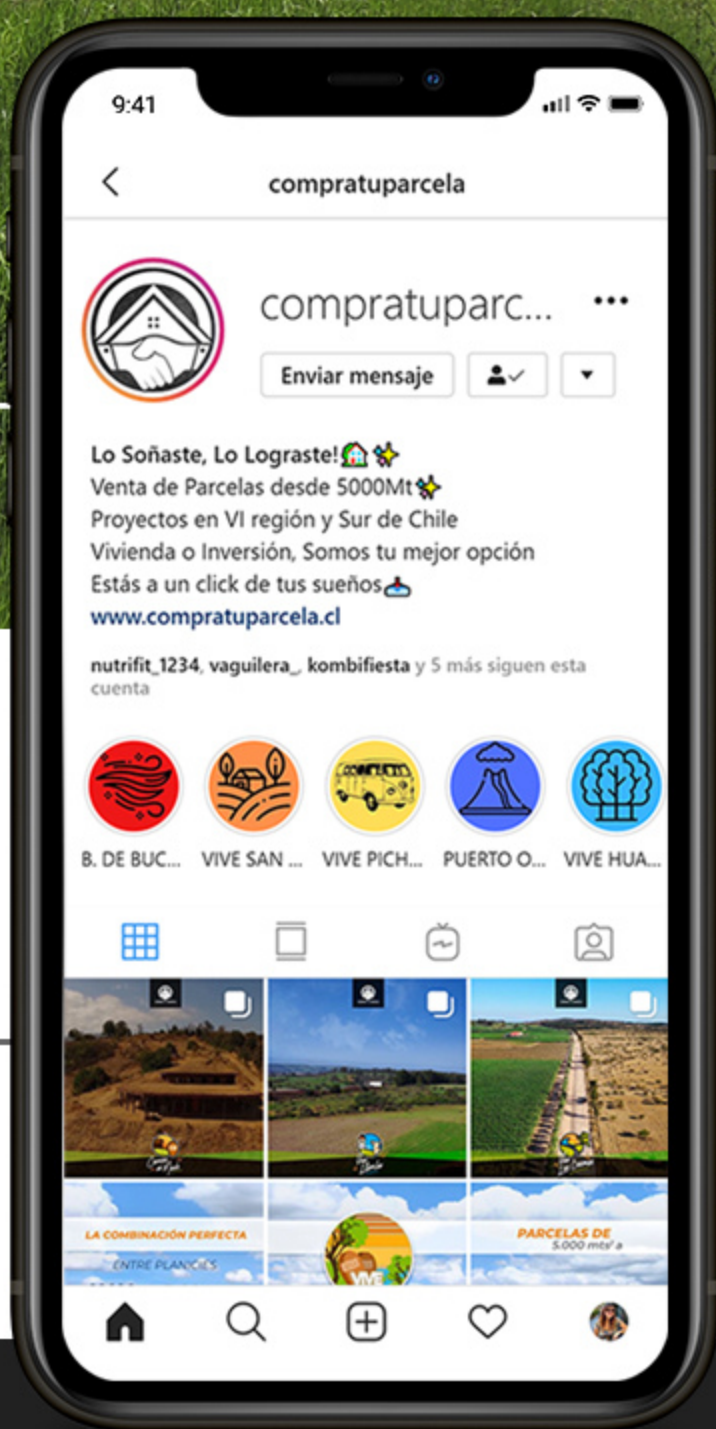 9:41
compratuparcela
compratuparc...
Enviar mensaje
Lo Soñaste, Lo Lograste!🏠✨
Venta de Parcelas desde 5000Mt✨
Proyectos en VI región y Sur de Chile
Vivienda o Inversión, Somos tu mejor opción
Estás a un click de tus sueños
www.compratuparcela.cl
nutrifit_1234, vaguilera_, kombifiesta y 5 más siguen esta
cuenta
B. DE BUC... VIVE SAN ... VIVE PICH... PUERTO O... VIVE HUA...
LA COMBINACIÓN PERFECTA
ENTRE PLANICIES
VIVE
PARCELAS DE
5.000 mts² a